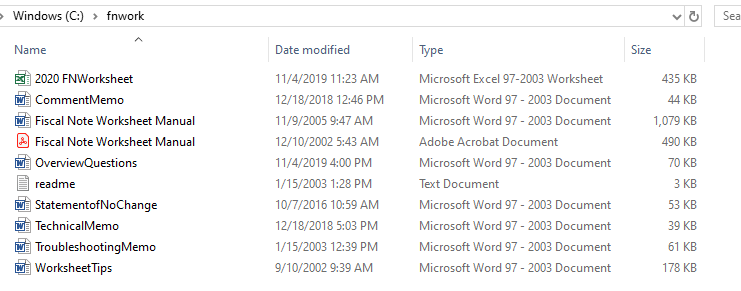 Windows (C:) > fnwork Sea
Name Date modified Type Size
2020 FNWorksheet 11/4/2019 11:23 AM Microsoft Excel 97-2003 Worksheet 435 KB
CommentMemo 12/18/2018 12:46 PM Microsoft Word 97 - 2003 Document 44 KB
Fiscal Note Worksheet Manual 11/9/2005 9:47 AM Microsoft Word 97 - 2003 Document 1,079 KB
Fiscal Note Worksheet Manual 12/10/2002 5:43 AM Adobe Acrobat Document 490 KB
OverviewQuestions 11/4/2019 4:00 PM Microsoft Word 97 - 2003 Document 70 KB
readme 1/15/2003 1:28 PM Text Document 3 KB
StatementofNoChange 10/7/2016 10:59 AM Microsoft Word 97 - 2003 Document 53 KB
TechnicalMemo 12/18/2018 5:03 PM Microsoft Word 97 - 2003 Document 39 KB
TroubleshootingMemo 1/15/2003 12:39 PM Microsoft Word 97 - 2003 Document 61 KB
WorksheetTips 9/10/2002 9:39 AM Microsoft Word 97 - 2003 Document 178 KB